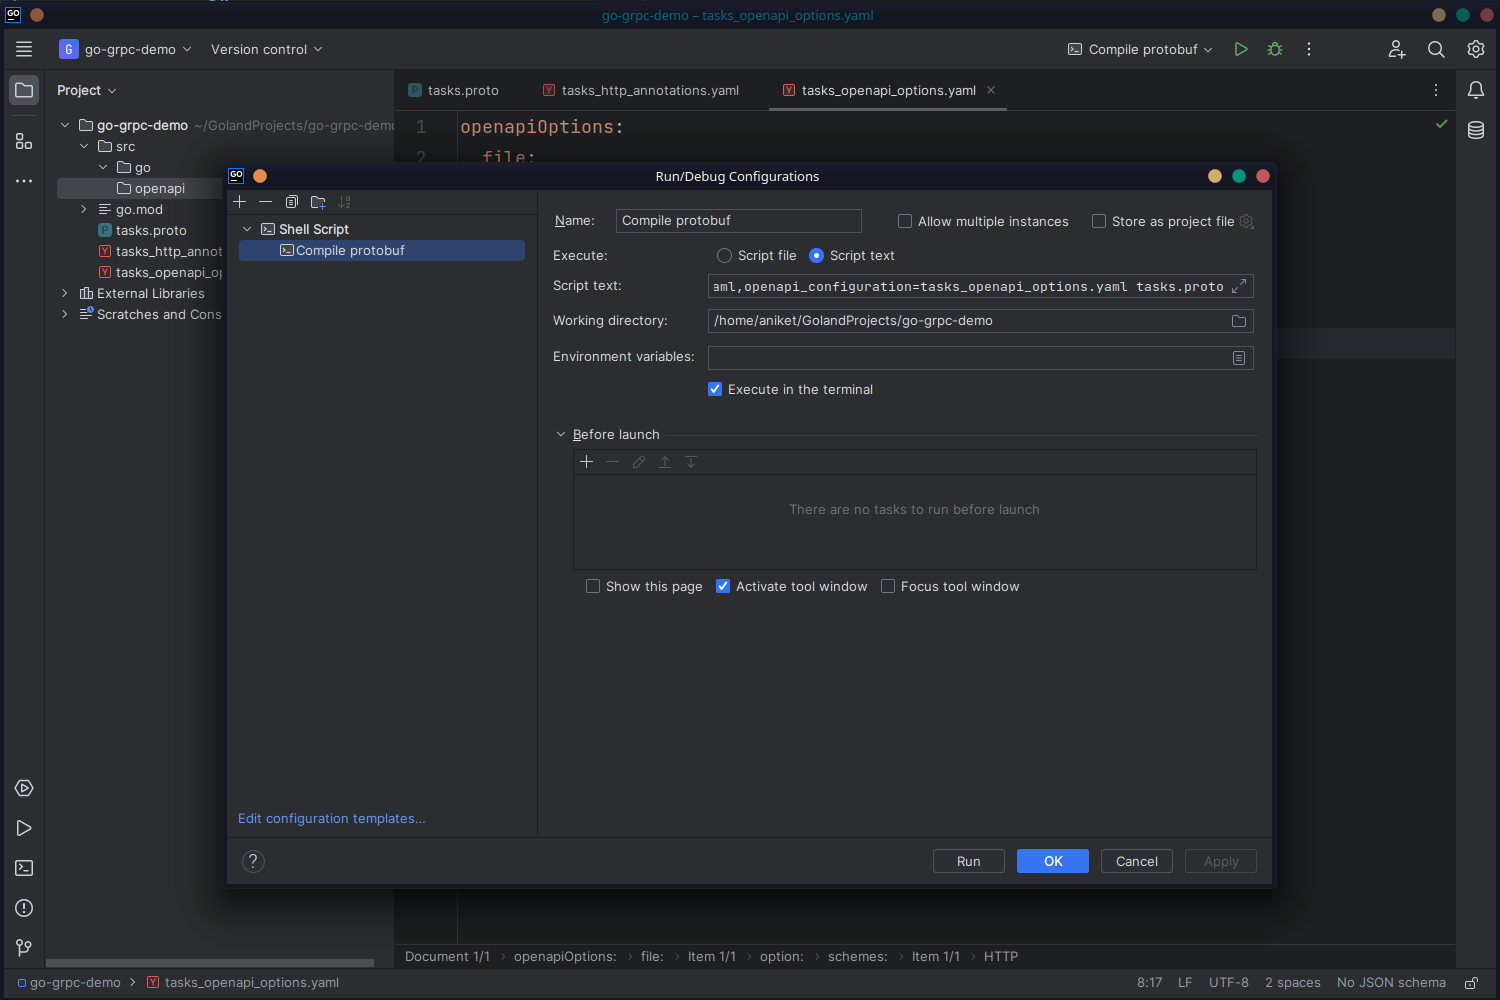 go-grpc-demo – tasks_openapi_options.yaml
G go-grpc-demo Version control Compile protobuf
Project
tasks.proto tasks_http_annotations.yaml tasks_openapi_options.yaml
go-grpc-demo ~/GolandProjects/go-grpc-demo
src
go
openapi
go.mod
tasks.proto
tasks_http_annot
tasks_openapi_op
External Libraries
Scratches and Cons
1 openapiOptions:
2 file:
GO Run/Debug Configurations
Shell Script
Compile protobuf
Edit configuration templates...
Name: Compile protobuf Allow multiple instances Store as project file
Execute: Script file Script text
Script text: aml,openapi_configuration=tasks_openapi_options.yaml tasks.proto
Working directory: /home/aniket/GolandProjects/go-grpc-demo
Environment variables:
Execute in the terminal
Before launch
There are no tasks to run before launch
Show this page Activate tool window Focus tool window
? Run OK Cancel Apply
Document 1/1 › openapiOptions: › file: › Item 1/1 › option: › schemes: › Item 1/1 › HTTP
go-grpc-demo › tasks_openapi_options.yaml 8:17 LF UTF-8 2 spaces No JSON schema